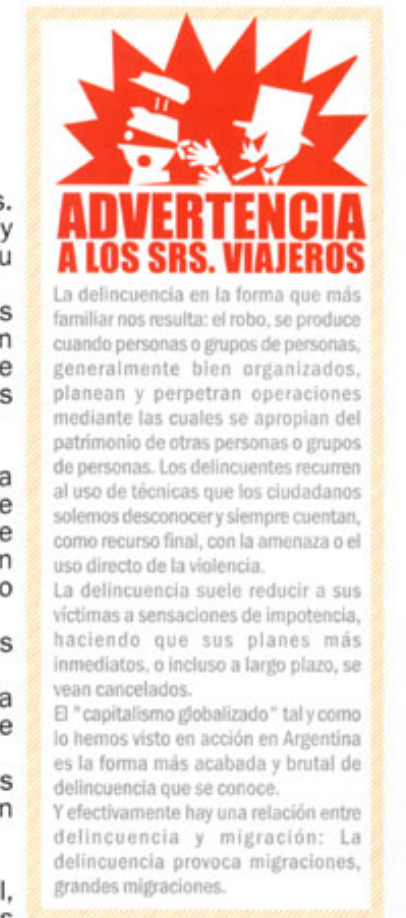 ADVERTENCIA
A LOS SRS. VIAJEROS
La delincuencia en la forma que más
familiar nos resulta: el robo, se produce
cuando personas o grupos de personas,
generalmente bien organizados,
planean y perpetran operaciones
mediante las cuales se apropian del
patrimonio de otras personas o grupos
de personas. Los delincuentes recurren
al uso de técnicas que los ciudadanos
solemos desconocer y siempre cuentan,
como recurso final, con la amenaza o el
uso directo de la violencia.
La delincuencia suele reducir a sus
víctimas a sensaciones de impotencia,
haciendo que sus planes más
inmediatos, o incluso a largo plazo, se
vean cancelados.
El "capitalismo globalizado" tal y como
lo hemos visto en acción en Argentina
es la forma más acabada y brutal de
delincuencia que se conoce.
Y efectivamente hay una relación entre
delincuencia y migración: La
delincuencia provoca migraciones,
grandes migraciones.